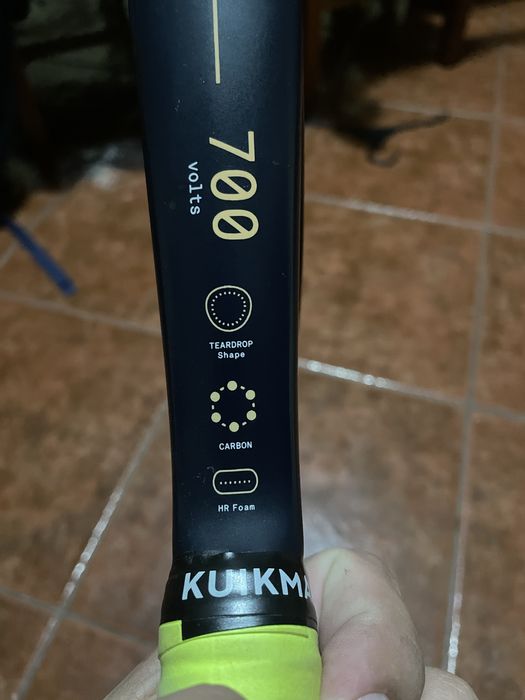 700
volts
TEARDROP
Shape
CARBON
HR Foam
KUIKMA